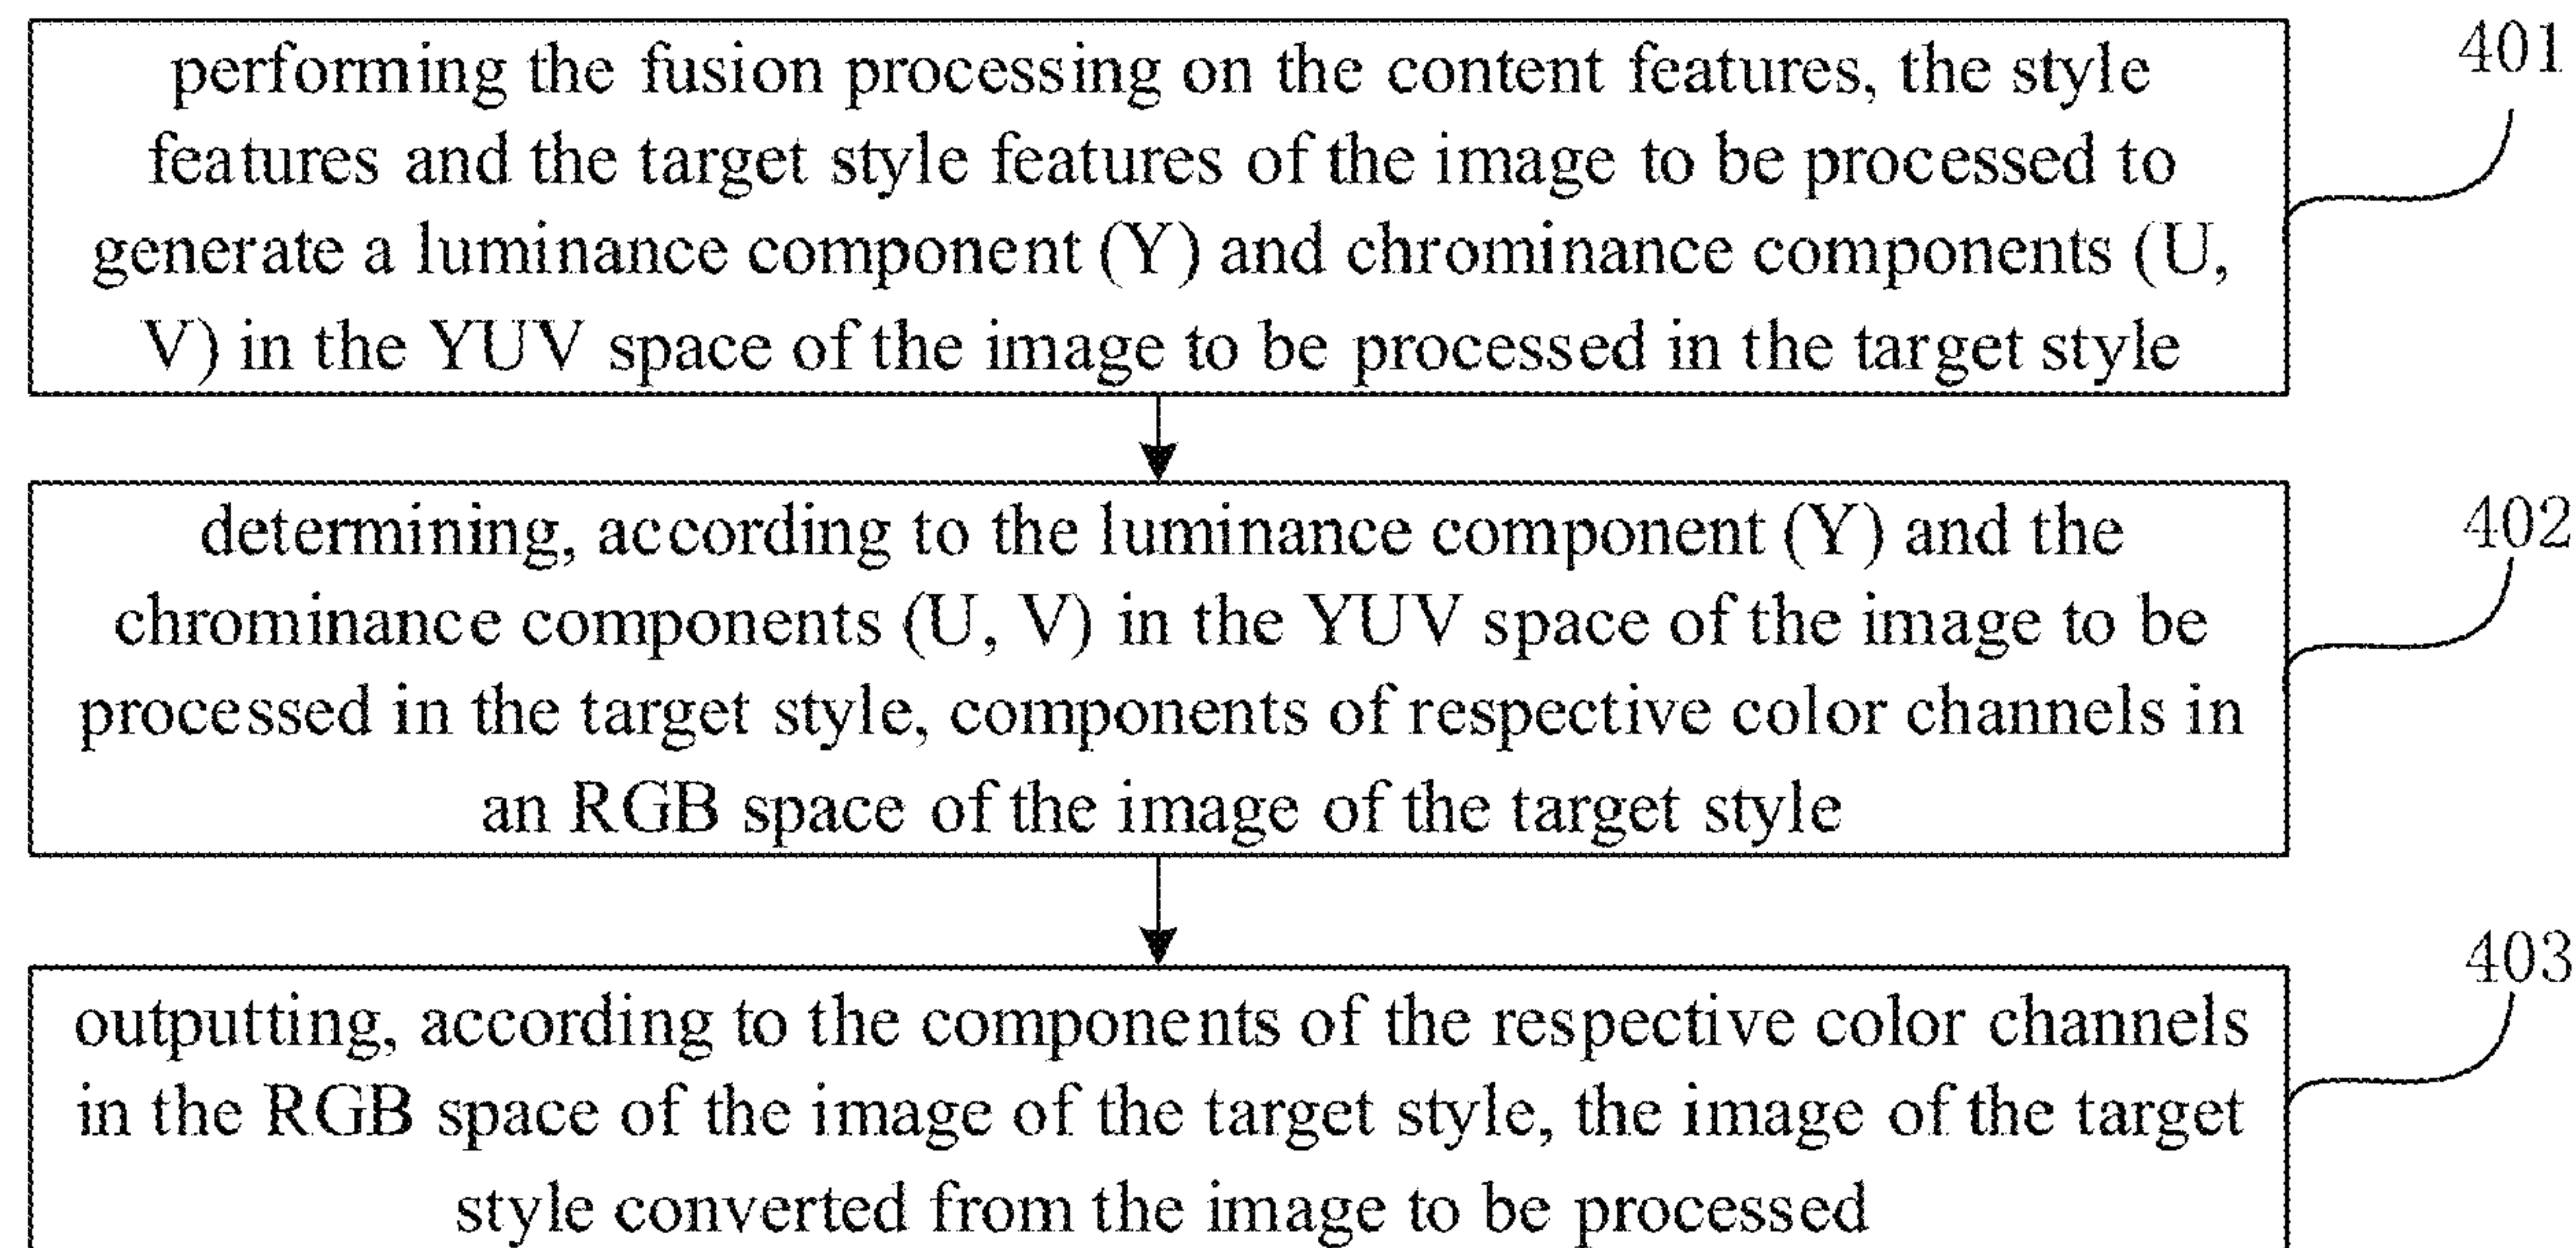 performing the fusion processing on the content features, the style
features and the target style features of the image to be processed to
generate a luminance component (Y) and chrominance components (U,
V) in the YUV space of the image to be processed in the target style
401
determining, according to the luminance component (Y) and the
chrominance components (U, V) in the YUV space of the image to be
processed in the target style, components of respective color channels in
an RGB space of the image of the target style
402
outputting, according to the components of the respective color channels
in the RGB space of the image of the target style, the image of the target
style converted from the image to be processed
403